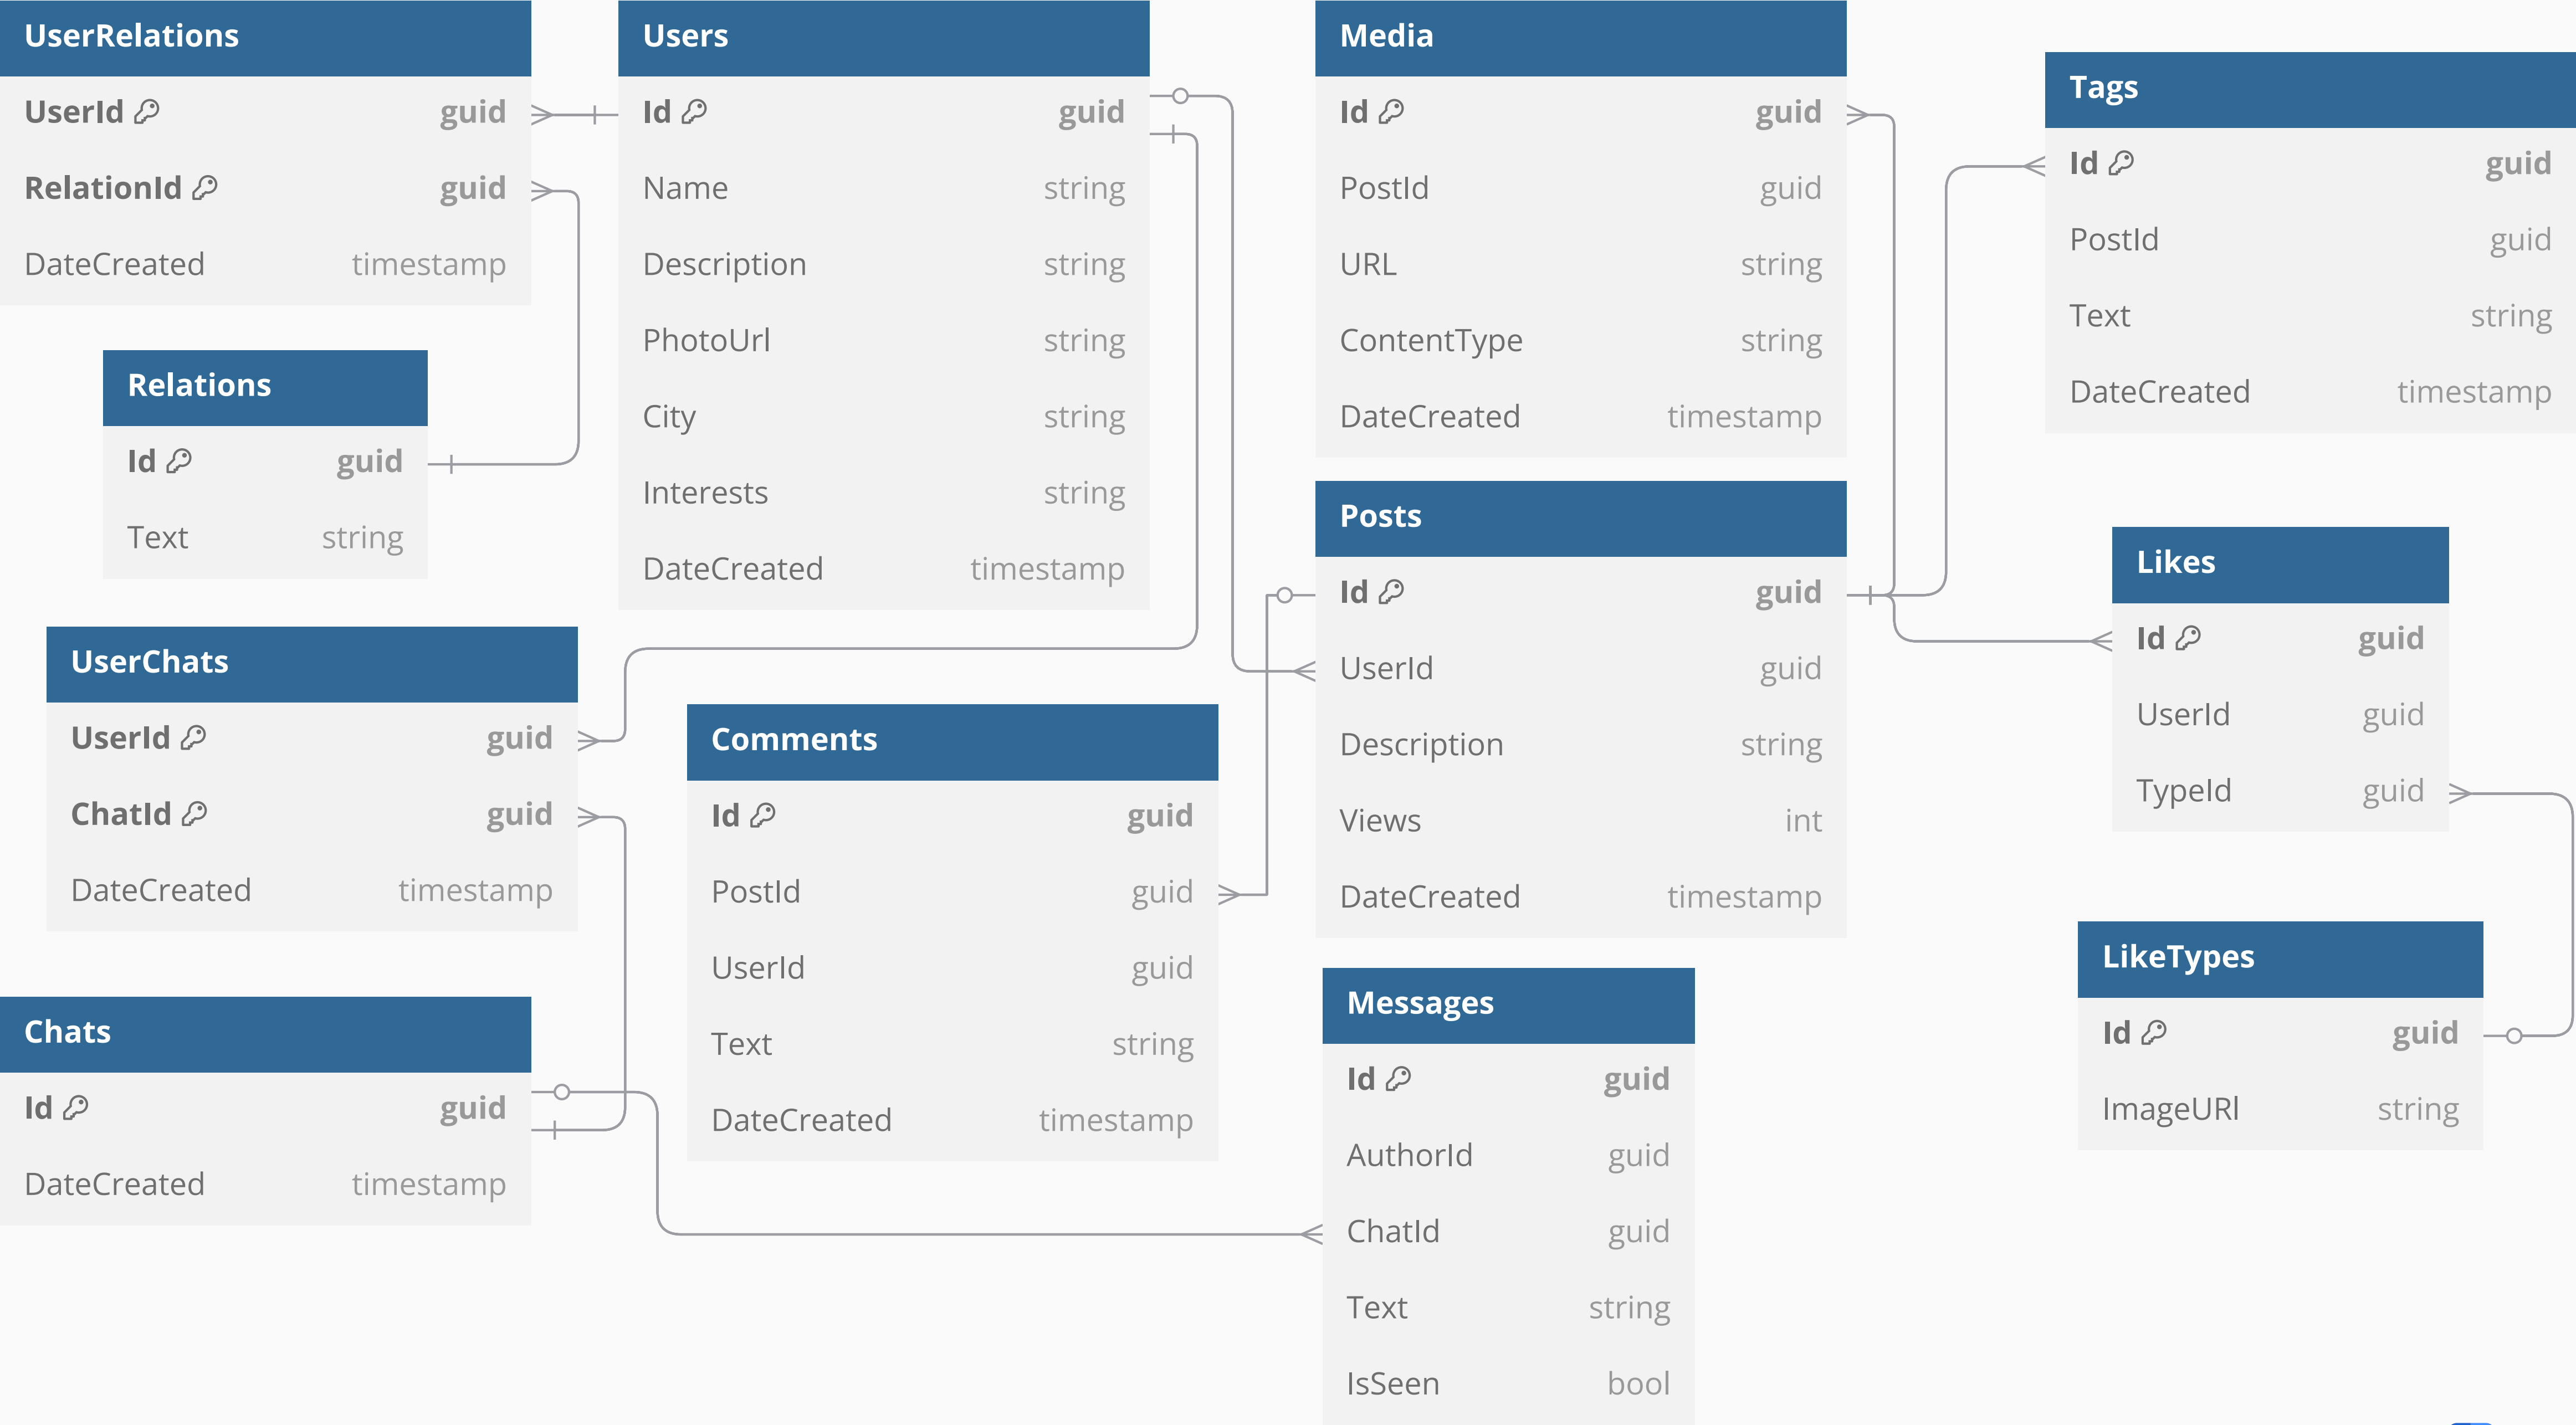 UserRelations
UserId guid
RelationId guid
DateCreated timestamp
Relations
Id guid
Text string
Users
Id guid
Name string
Description string
PhotoUrl string
City string
Interests string
DateCreated timestamp
UserChats
UserId guid
ChatId guid
DateCreated timestamp
Chats
Id guid
DateCreated timestamp
Comments
Id guid
PostId guid
UserId guid
Text string
DateCreated timestamp
Media
Id guid
PostId guid
URL string
ContentType string
DateCreated timestamp
Posts
Id guid
UserId guid
Description string
Views int
DateCreated timestamp
Messages
Id guid
AuthorId guid
ChatId guid
Text string
IsSeen bool
Tags
Id guid
PostId guid
Text string
DateCreated timestamp
Likes
Id guid
UserId guid
TypeId guid
LikeTypes
Id guid
ImageURl string